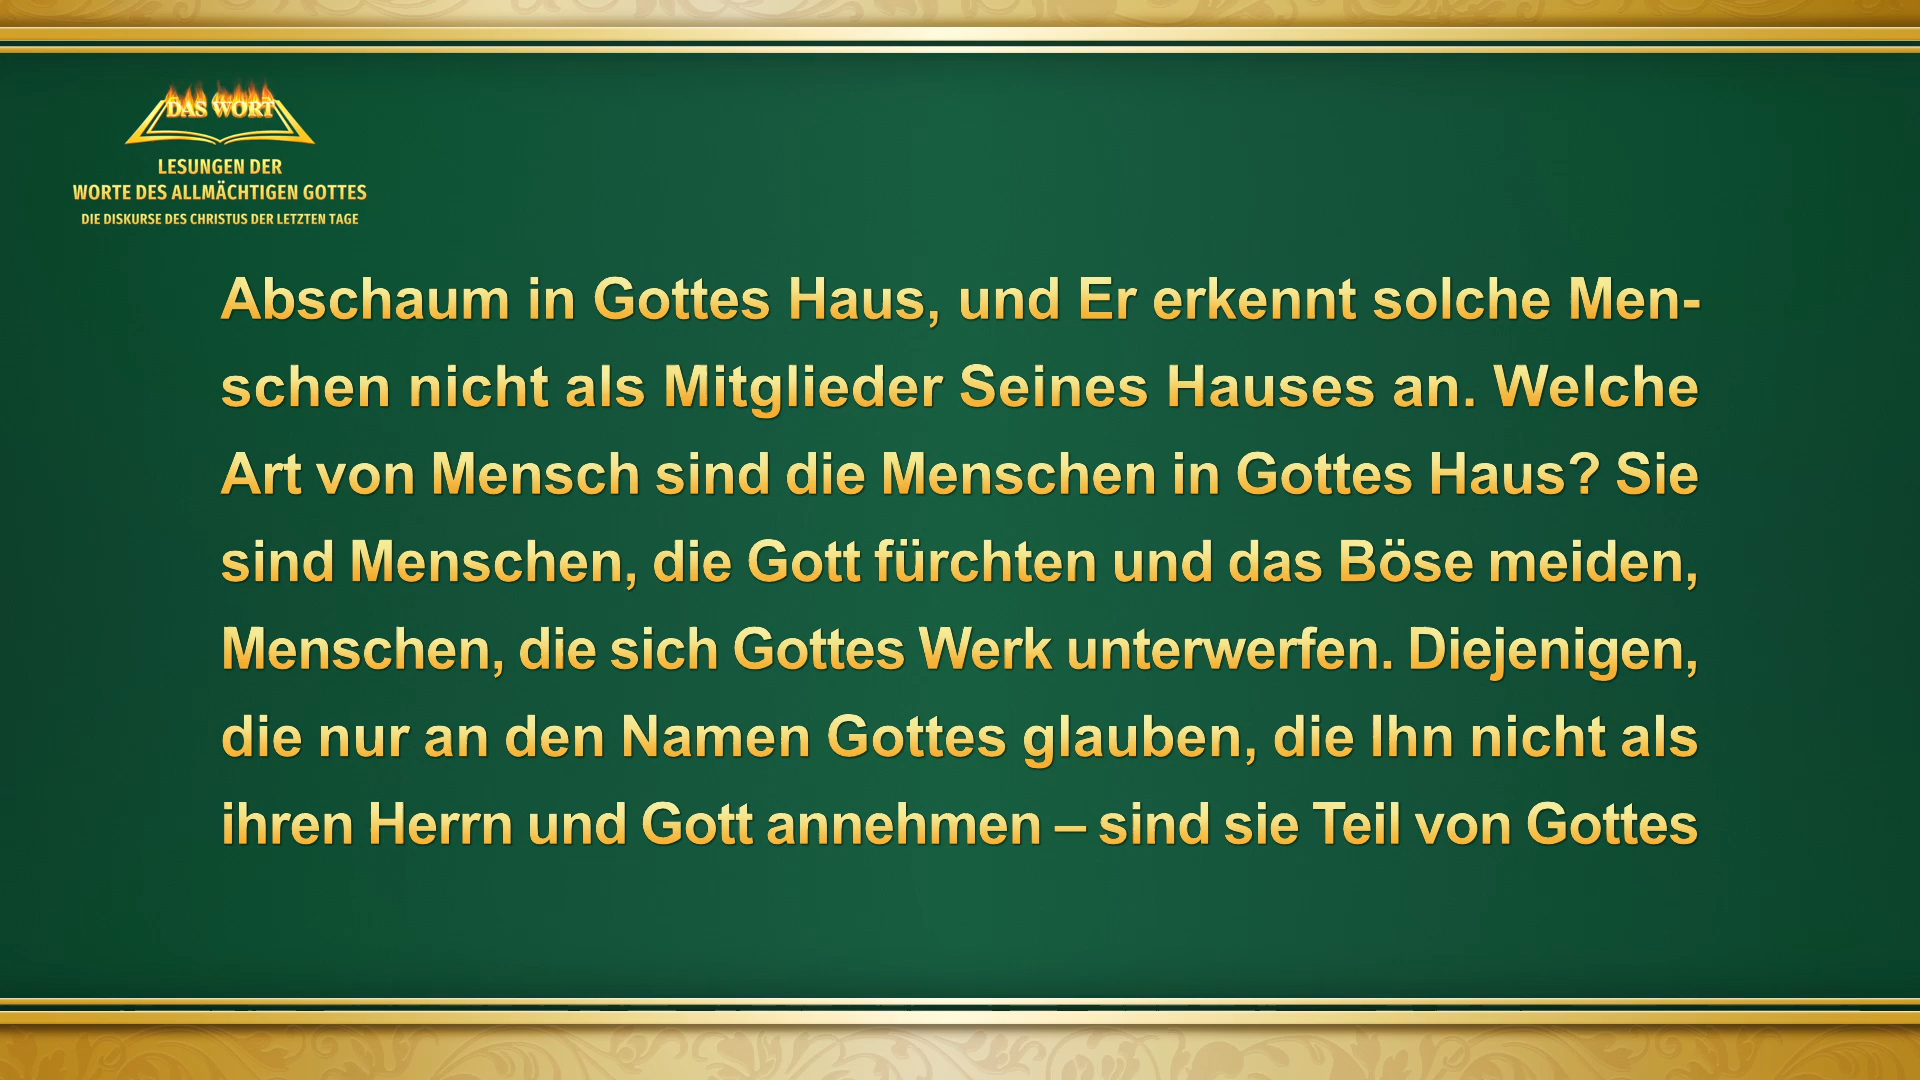 DAS WORT
LESUNGEN DER
WORTE DES ALLMÄCHTIGEN GOTTES
DIE DISKURSE DES CHRISTUS DER LETZTEN TAGE
Abschaum in Gottes Haus, und Er erkennt solche Men-
schen nicht als Mitglieder Seines Hauses an. Welche
Art von Mensch sind die Menschen in Gottes Haus? Sie
sind Menschen, die Gott fürchten und das Böse meiden,
Menschen, die sich Gottes Werk unterwerfen. Diejenigen,
die nur an den Namen Gottes glauben, die Ihn nicht als
ihren Herrn und Gott annehmen – sind sie Teil von Gottes